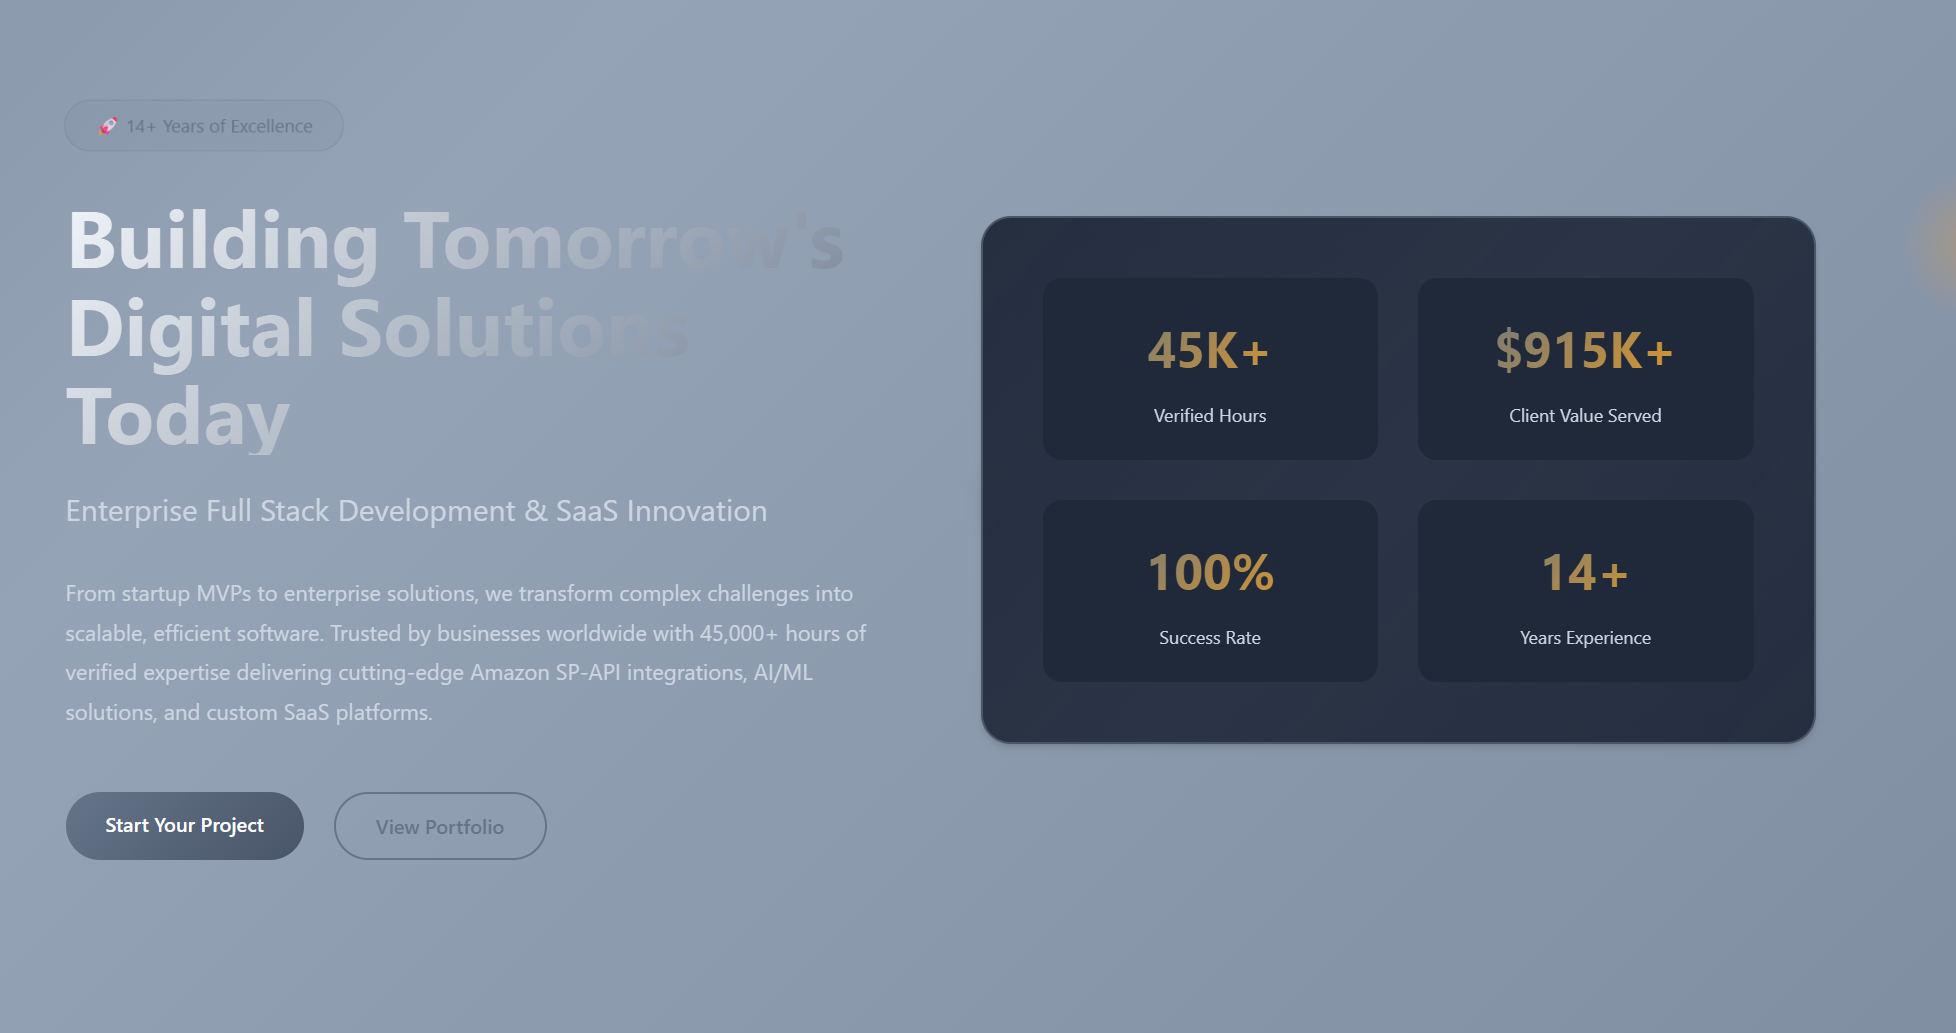 🚀 14+ Years of Excellence
Building Tomorrow's
Digital Solutions
Today
Enterprise Full Stack Development & SaaS Innovation
From startup MVPs to enterprise solutions, we transform complex challenges into
scalable, efficient software. Trusted by businesses worldwide with 45,000+ hours of
verified expertise delivering cutting-edge Amazon SP-API integrations, AI/ML
solutions, and custom SaaS platforms.
Start Your Project
View Portfolio
45K+
Verified Hours
$915K+
Client Value Served
100%
Success Rate
14+
Years Experience